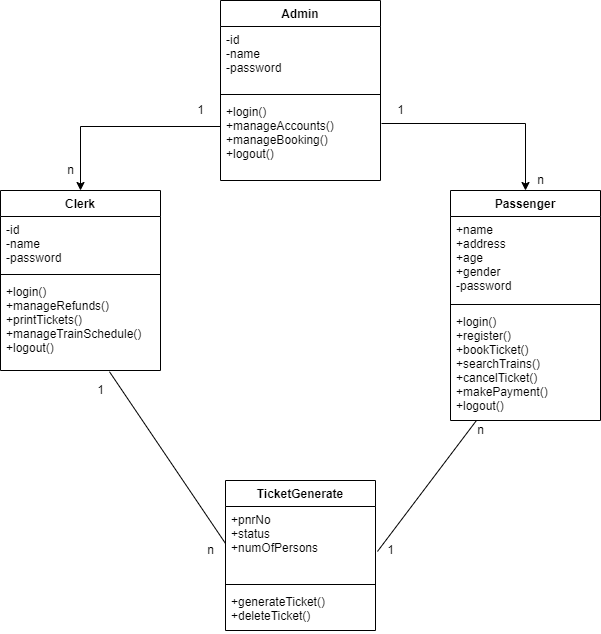 Admin
-id
-name
-password
+login()
+manageAccounts()
+manageBooking()
+logout()
1
1
n
n
Clerk
-id
-name
-password
+login()
+manageRefunds()
+printTickets()
+manageTrainSchedule()
+logout()
Passenger
+name
+address
+age
+gender
-password
+login()
+register()
+bookTicket()
+searchTrains()
+cancelTicket()
+makePayment()
+logout()
1
n
TicketGenerate
+pnrNo
+status
+numOfPersons
+generateTicket()
+deleteTicket()
n
1